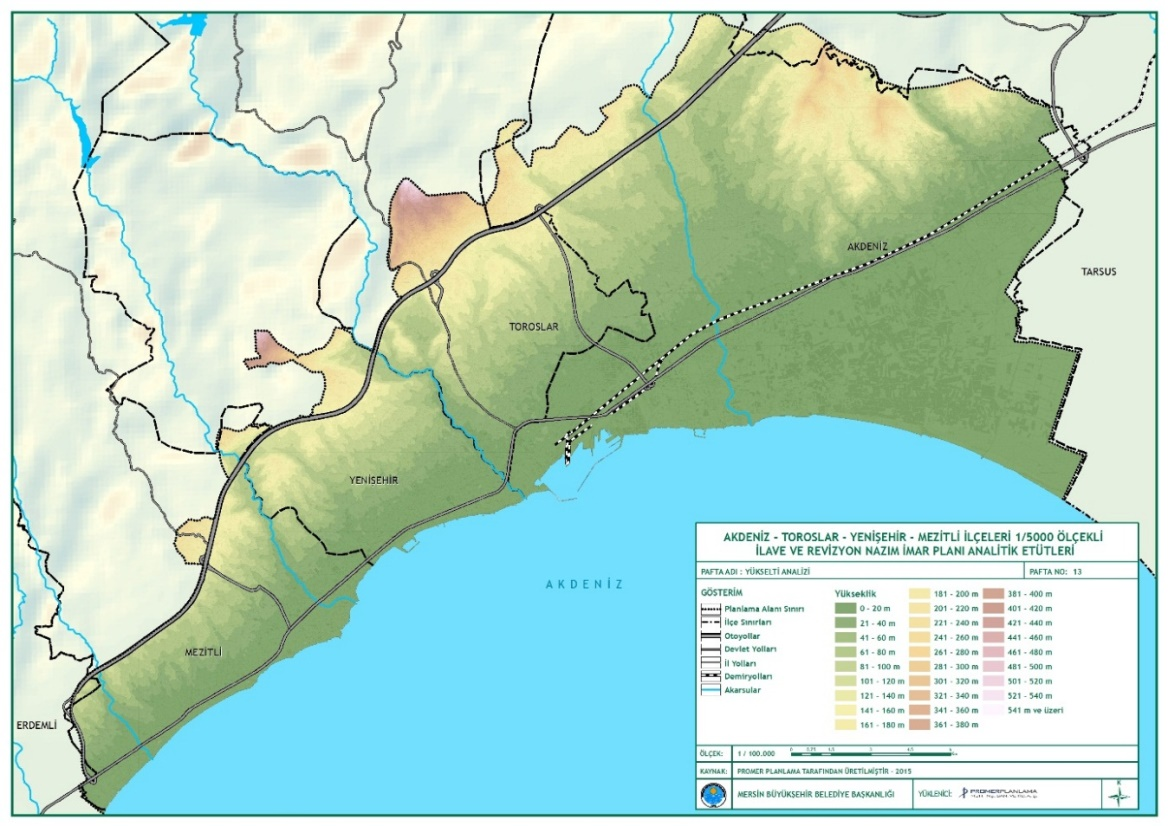 AKDENİZ
TARSUS
TOROSLAR
YENİŞEHİR
AKDENİZ
MEZİTLİ
ERDEMLİ
AKDENİZ - TOROSLAR - YENİŞEHİR - MEZİTLİ İLÇELERİ 1/5000 ÖLÇEKLİ
İLAVE VE REVİZYON NAZIM İMAR PLANI ANALİTİK ETÜTLERİ
PAFTA ADI : YÜKSELTİ ANALİZİ
PAFTA NO: 13
GÖSTERİM
Planlama Alanı Sınırı
İlçe Sınırları
Otoyollar
Devlet Yolları
İl Yolları
Demiryolları
Akarsular
Yükseklik
0 - 20 m
21 - 40 m
41 - 60 m
61 - 80 m
81 - 100 m
101 - 120 m
121 - 140 m
141 - 160 m
161 - 180 m
181 - 200 m
201 - 220 m
221 - 240 m
241 - 260 m
261 - 280 m
281 - 300 m
301 - 320 m
321 - 340 m
341 - 360 m
361 - 380 m
381 - 400 m
401 - 420 m
421 - 440 m
441 - 460 m
461 - 480 m
481 - 500 m
501 - 520 m
521 - 540 m
541 m ve üzeri
ÖLÇEK: 1 / 100.000
KAYNAK: PROMER PLANLAMA TARAFINDAN ÜRETİLMİŞTİR - 2015
MERSİN BÜYÜKŞEHİR BELEDİYE BAŞKANLIĞI
YÜKLENİCİ: PROMERPLANLAMA